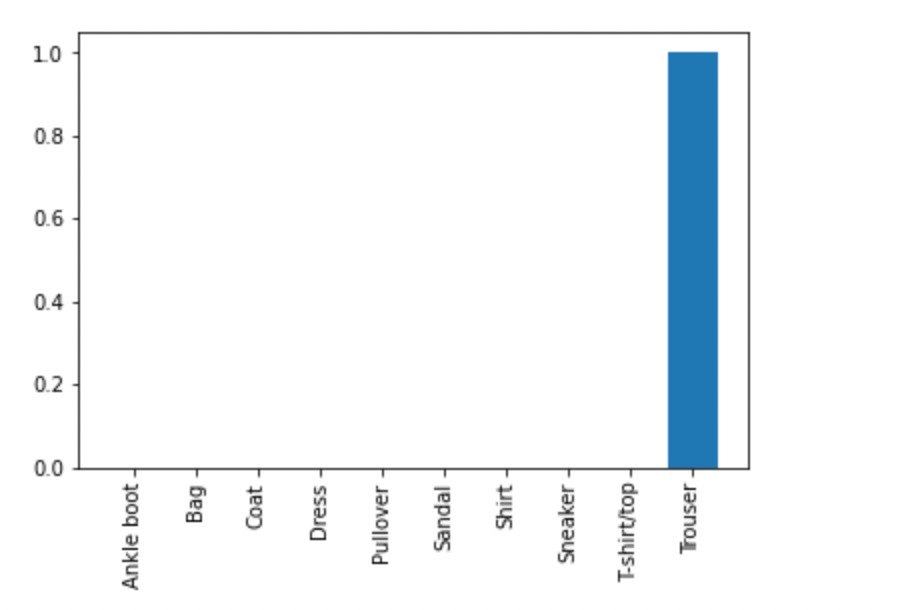 1.0
0.8
0.6
0.4
0.2
0.0
Ankle boot
Bag
Coat
Dress
Pullover
Sandal
Shirt
Sneaker
T-shirt/top
Trouser